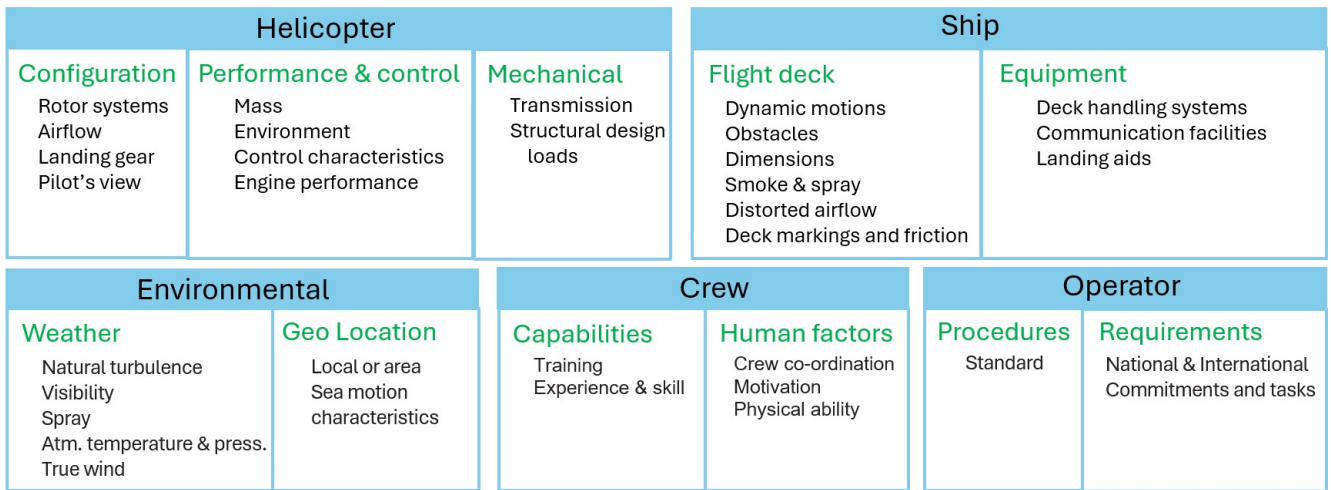 Helicopter
Configuration
Rotor systems
Airflow
Landing gear
Pilot's view
Performance & control
Mass
Environment
Control characteristics
Engine performance
Mechanical
Transmission
Structural design
loads
Ship
Flight deck
Dynamic motions
Obstacles
Dimensions
Smoke & spray
Distorted airflow
Deck markings and friction
Equipment
Deck handling systems
Communication facilities
Landing aids
Environmental
Weather
Natural turbulence
Visibility
Spray
Atm. temperature & press.
True wind
Geo Location
Local or area
Sea motion
characteristics
Crew
Capabilities
Training
Experience & skill
Human factors
Crew co-ordination
Motivation
Physical ability
Operator
Procedures
Standard
Requirements
National & International
Commitments and tasks